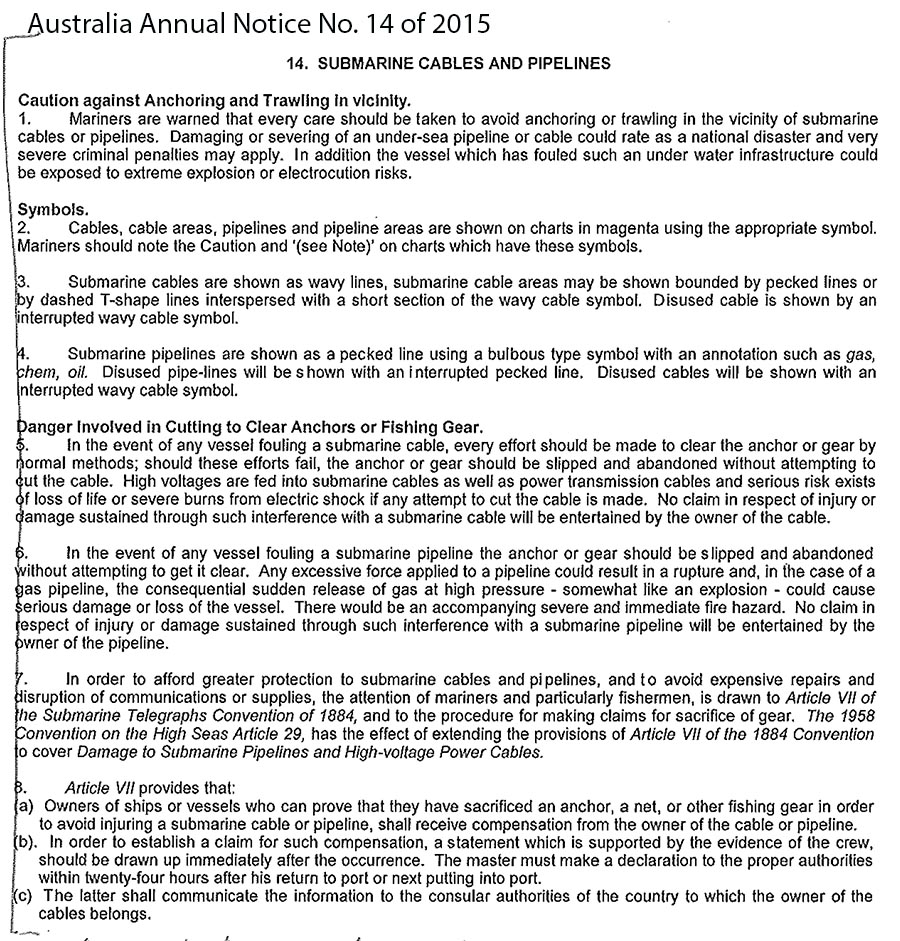 Australia Annual Notice No. 14 of 2015
14. SUBMARINE CABLES AND PIPELINES
Caution against Anchoring and Trawling in vicinity.
1. Mariners are warned that every care should be taken to avoid anchoring or trawling in the vicinity of submarine
cables or pipelines. Damaging or severing of an under-sea pipeline or cable could rate as a national disaster and very
severe criminal penalties may apply. In addition the vessel which has fouled such an under water infrastructure could
be exposed to extreme explosion or electrocution risks.
Symbols.
2. Cables, cable areas, pipelines and pipeline areas are shown on charts in magenta using the appropriate symbol.
Mariners should note the Caution and '(see Note)' on charts which have these symbols.
3. Submarine cables are shown as wavy lines, submarine cable areas may be shown bounded by pecked lines or
by dashed T-shape lines interspersed with a short section of the wavy cable symbol. Disused cable is shown by an
interrupted wavy cable symbol.
4. Submarine pipelines are shown as a pecked line using a bulbous type symbol with an annotation such as gas,
chem, oil. Disused pipe-lines will be shown with an interrupted pecked line. Disused cables will be shown with an
interrupted wavy cable symbol.
Danger Involved in Cutting to Clear Anchors or Fishing Gear.
5. In the event of any vessel fouling a submarine cable, every effort should be made to clear the anchor or gear by
normal methods; should these efforts fail, the anchor or gear should be slipped and abandoned without attempting to
cut the cable. High voltages are fed into submarine cables as well as power transmission cables and serious risk exists
of loss of life or severe burns from electric shock if any attempt to cut the cable is made. No claim in respect of injury or
damage sustained through such interference with a submarine cable will be entertained by the owner of the cable.
6. In the event of any vessel fouling a submarine pipeline the anchor or gear should be slipped and abandoned
without attempting to get it clear. Any excessive force applied to a pipeline could result in a rupture and, in the case of a
gas pipeline, the consequential sudden release of gas at high pressure - somewhat like an explosion - could cause
serious damage or loss of the vessel. There would be an accompanying severe and immediate fire hazard. No claim in
respect of injury or damage sustained through such interference with a submarine pipeline will be entertained by the
owner of the pipeline.
7. In order to afford greater protection to submarine cables and pipelines, and to avoid expensive repairs and
disruption of communications or supplies, the attention of mariners and particularly fishermen, is drawn to Article VII of
the Submarine Telegraphs Convention of 1884, and to the procedure for making claims for sacrifice of gear. The 1958
Convention on the High Seas Article 29, has the effect of extending the provisions of Article VII of the 1884 Convention
to cover Damage to Submarine Pipelines and High-voltage Power Cables.
8. Article VII provides that:
(a) Owners of ships or vessels who can prove that they have sacrificed an anchor, a net, or other fishing gear in order
to avoid injuring a submarine cable or pipeline, shall receive compensation from the owner of the cable or pipeline.
(b). In order to establish a claim for such compensation, a statement which is supported by the evidence of the crew,
should be drawn up immediately after the occurrence. The master must make a declaration to the proper authorities
within twenty-four hours after his return to port or next putting into port.
(c) The latter shall communicate the information to the consular authorities of the country to which the owner of the
cables belongs.